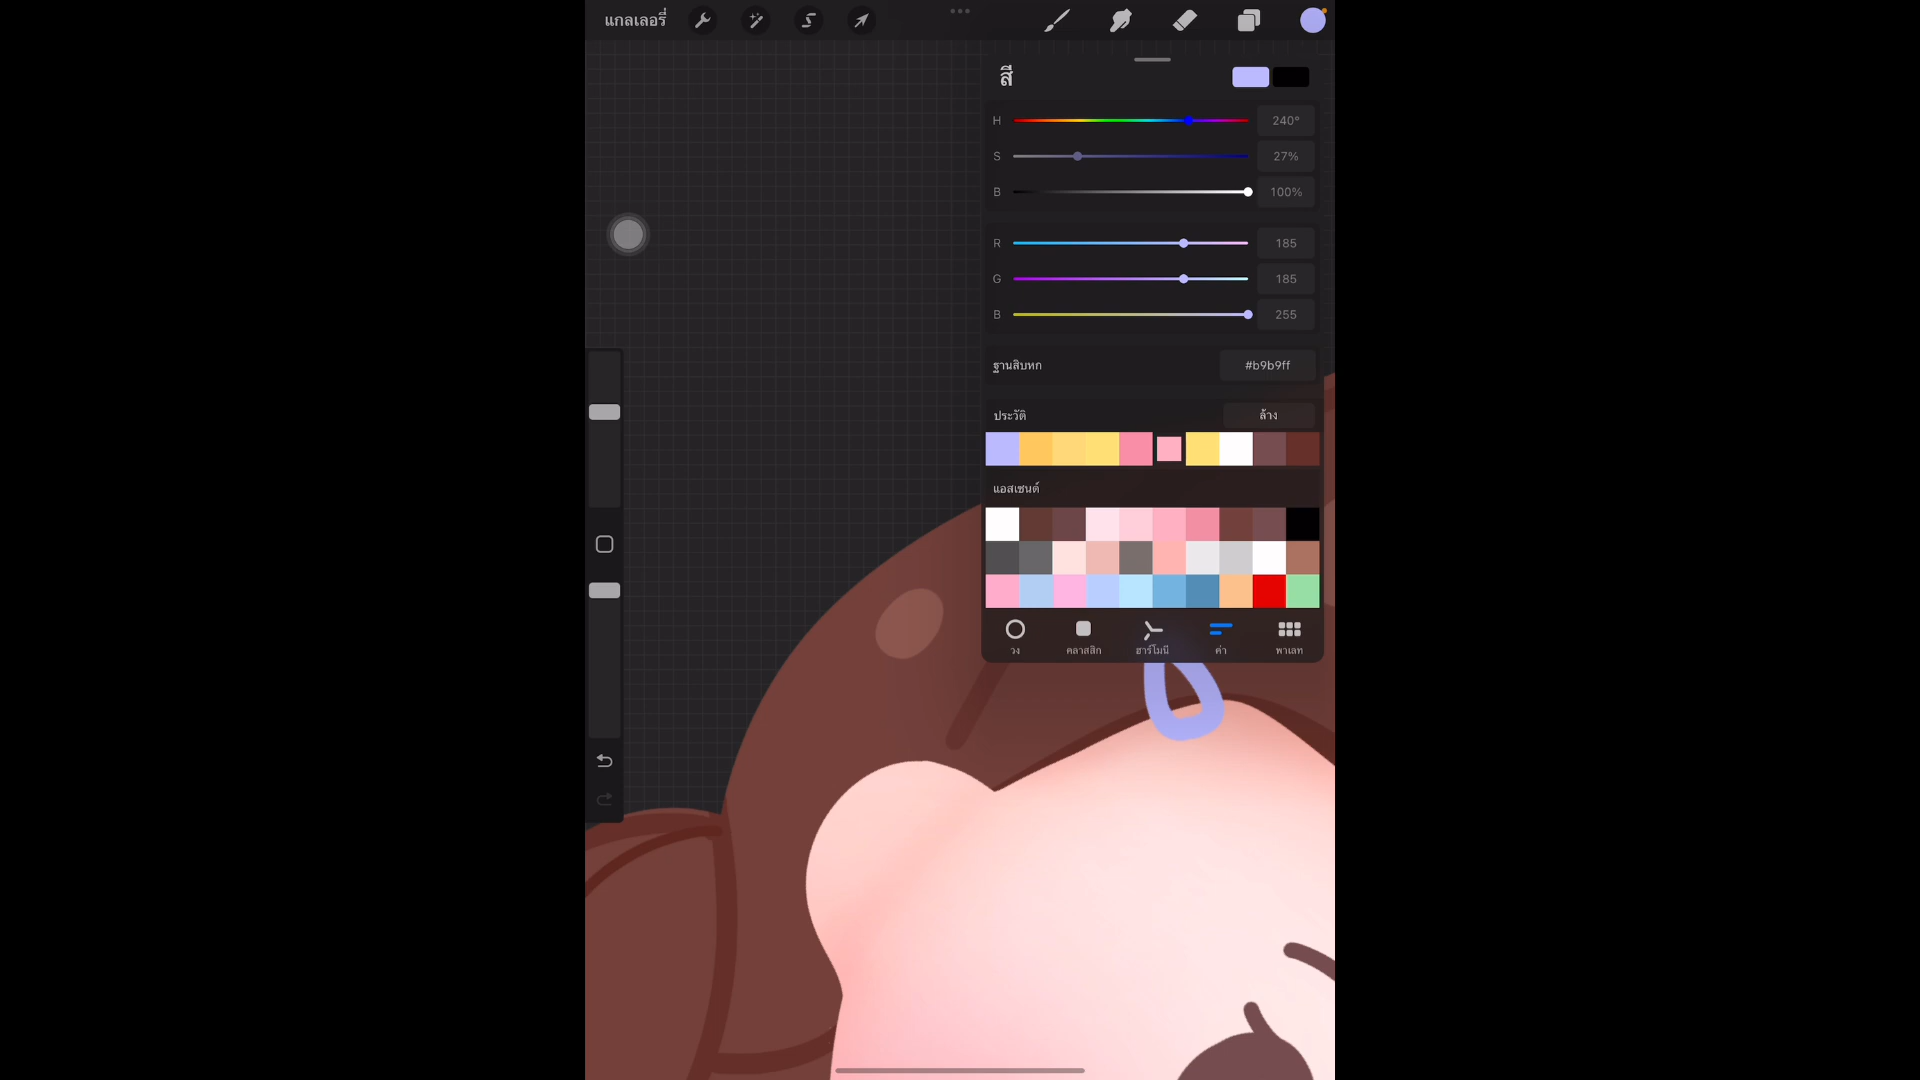 แกลเลอรี่
สี
H 240°
S 27%
B 100%
R 185
G 185
B 255
ฐานสิบหก #b9b9ff
ประวัติ ล้าง
แอสเซนด์
วง คลาสสิก ฮาร์โมนี ค่า พาเลท